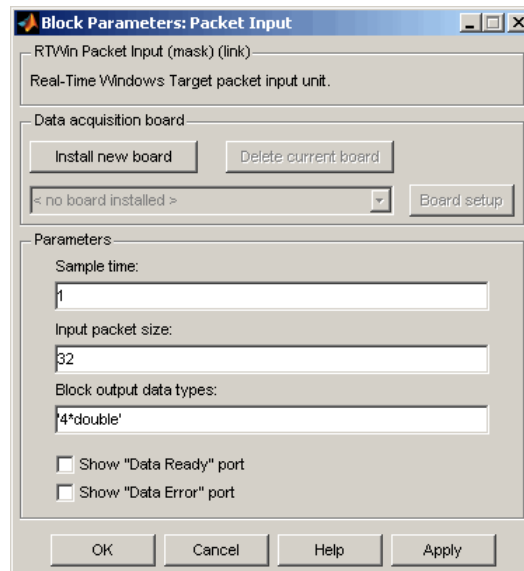 Block Parameters: Packet Input
RTWin Packet Input (mask) (link)
Real-Time Windows Target packet input unit.
Data acquisition board
Install new board
Delete current board
< no board installed >
Board setup
Parameters
Sample time:
1
Input packet size:
32
Block output data types:
'4*double'
Show "Data Ready" port
Show "Data Error" port
OK
Cancel
Help
Apply